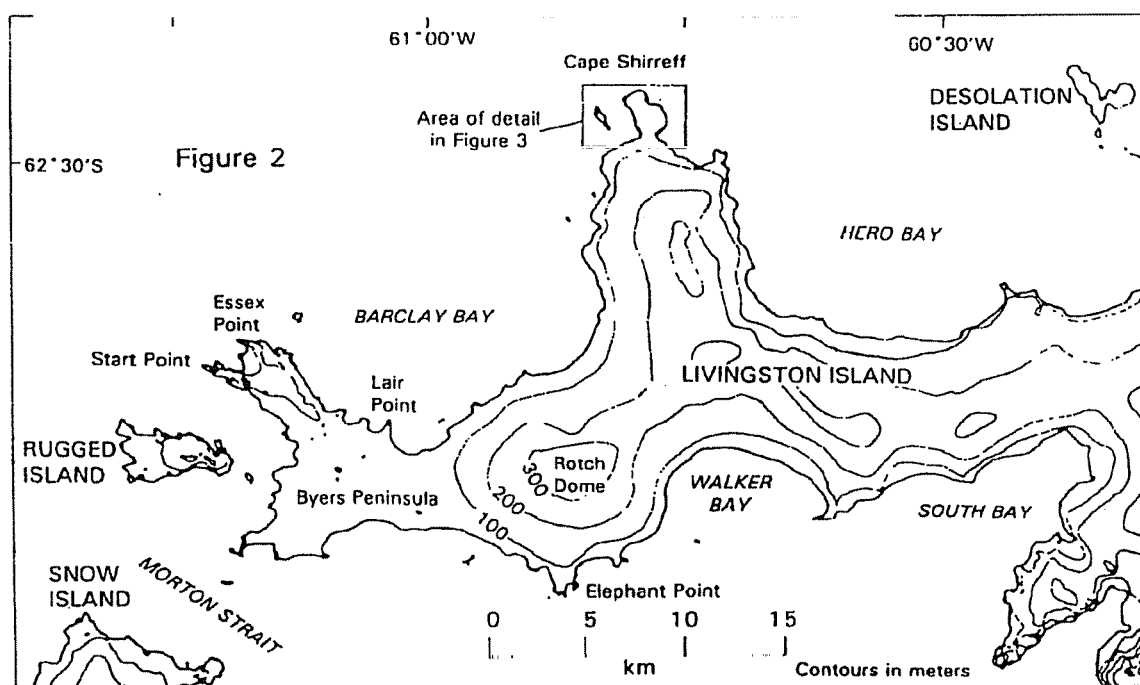 61°00'W
60°30'W
Cape Shirreff
Area of detail
in Figure 3
DESOLATION
ISLAND
62°30'S
Figure 2
HERO BAY
Essex
Point
BARCLAY BAY
Start Point
Lair
Point
LIVINGSTON ISLAND
RUGGED
ISLAND
Rotch
Dome
300
200
100
Byers Peninsula
WALKER
BAY
SOUTH BAY
SNOW
ISLAND
MORTON STRAIT
Elephant Point
0 5 10 15
km
Contours in meters